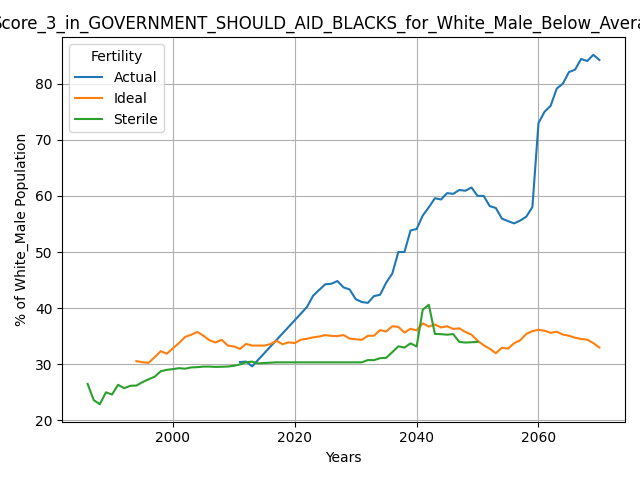 Score_3_in_GOVERNMENT_SHOULD_AID_BLACKS_for_White_Male_Below_Avera
Fertility
Actual
Ideal
Sterile
% of White_Male Population
80
70
60
50
40
30
20
2000
2020
2040
2060
Years